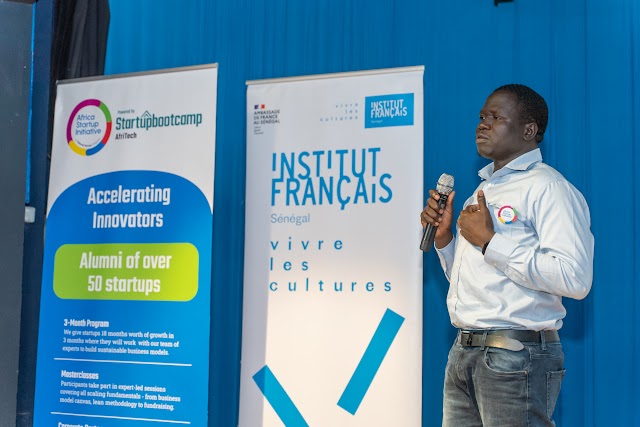 Africa
Startup
Initiative
Powered by
Startupbootcamp
AfriTech
Accelerating
Innovators
Alumni of over
50 startups
3-Month Program
We give startups 18 months worth of growth in
3 months where they will work with our team of
experts to build sustainable business models.
Masterclasses
Participants take part in expert-led sessions
covering all scaling fundamentals - from business
model canvas, lean methodology to fundraising.
AMBASSADE
DE FRANCE
AU SÉNÉGAL
vivre
les
cultures
INSTITUT
FRANÇAIS
Sénégal
INSTITUT
FRANÇAIS
Sénégal
vivre
les
cultures